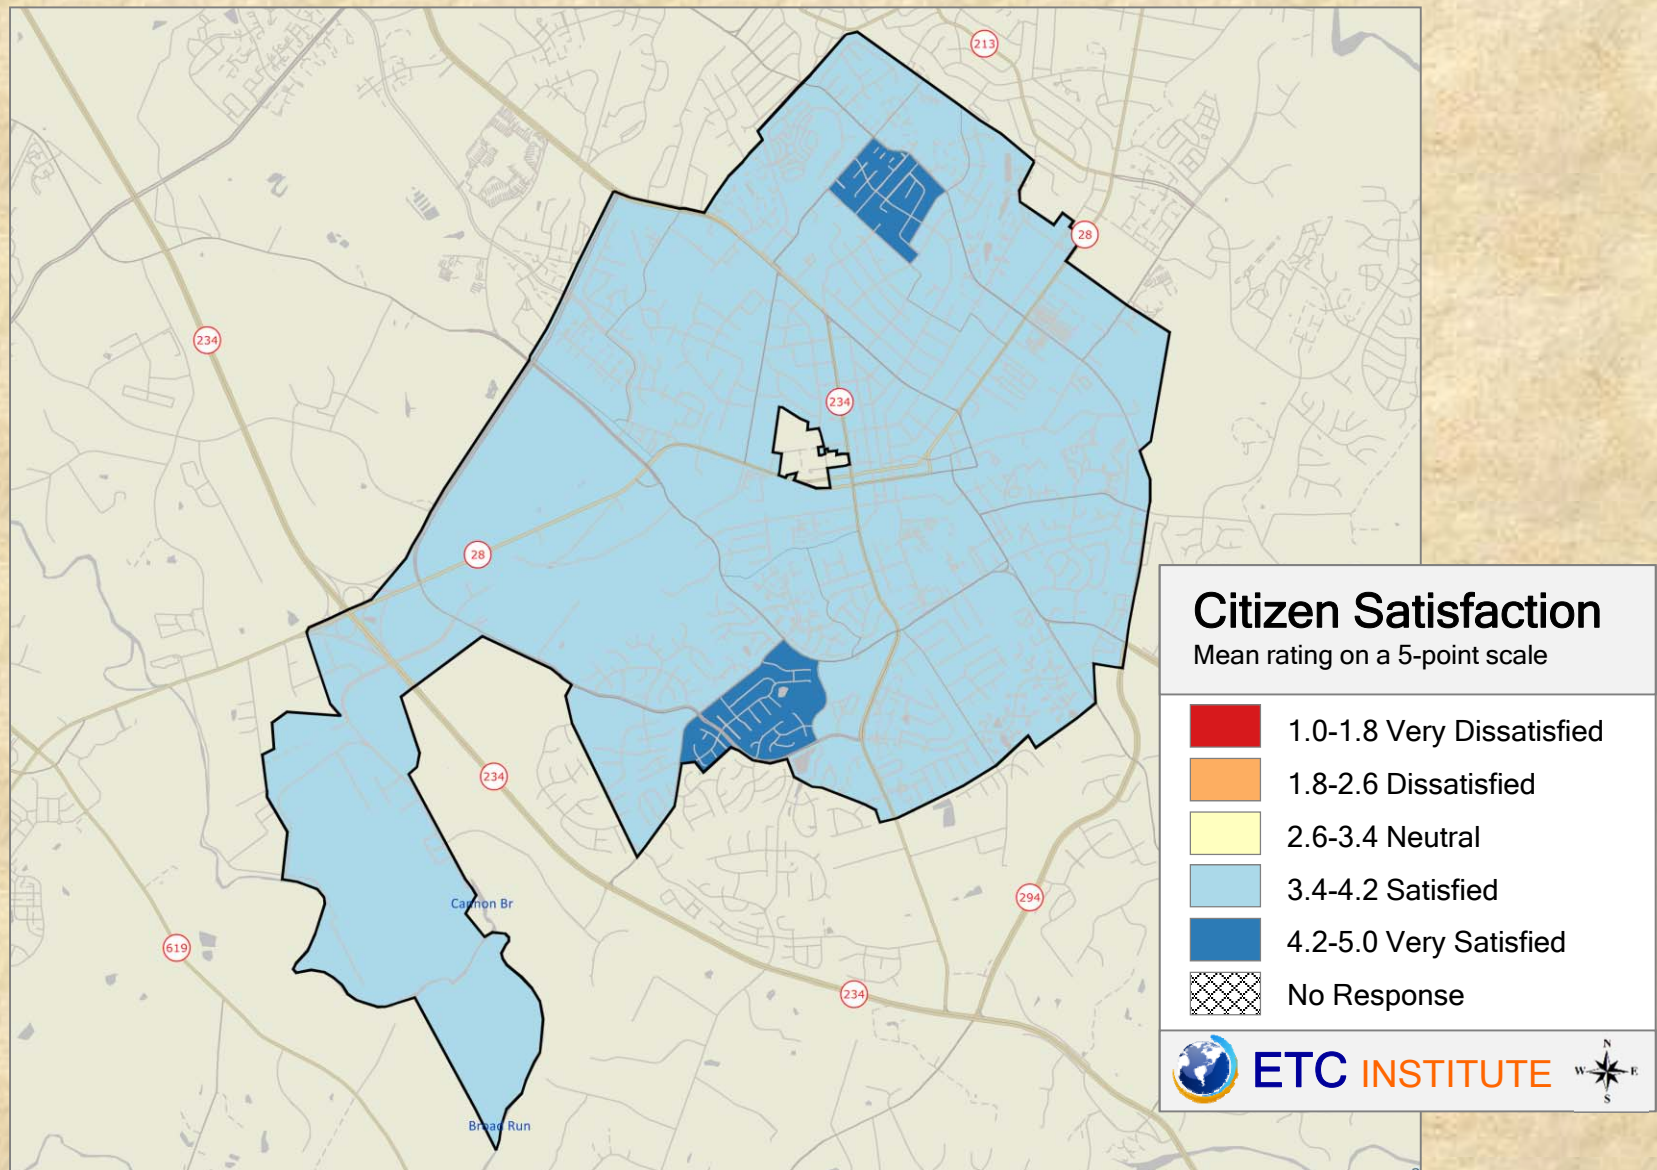 213
28
234
234
28
234
Cannon Br
294
619
234
Broad Run
Citizen Satisfaction
Mean rating on a 5-point scale
1.0-1.8 Very Dissatisfied
1.8-2.6 Dissatisfied
2.6-3.4 Neutral
3.4-4.2 Satisfied
4.2-5.0 Very Satisfied
No Response
ETC INSTITUTE
N
W E
S